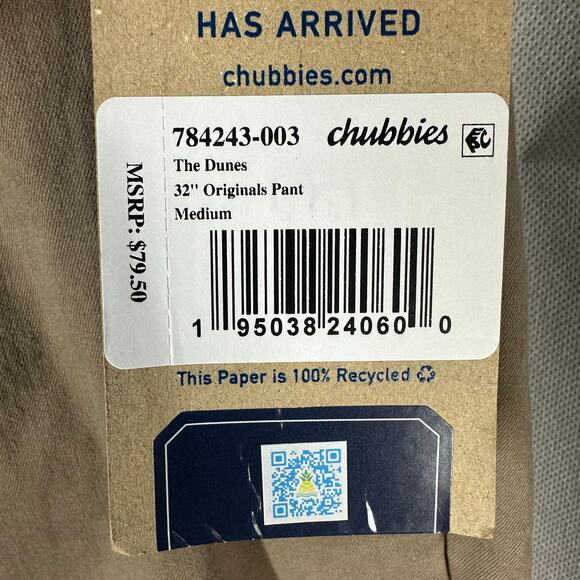 HAS ARRIVED
chubbies.com
784243-003 chubbies
The Dunes
32" Originals Pant
Medium
MSRP: $79.50
1 95038 24060 0
This Paper is 100% Recycled